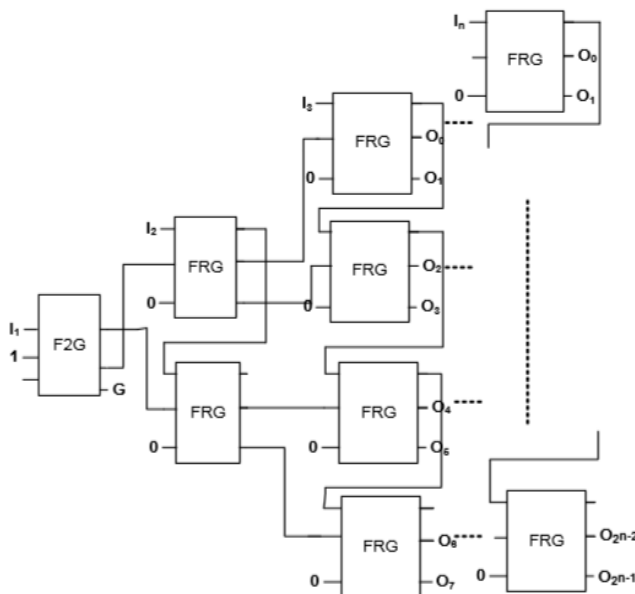 Iₙ
FRG
O₀
0
O₁
I₃
FRG
O₀
0
O₁
I₂
FRG
0
FRG
O₂
0
O₃
I₁
F2G
1
G
FRG
0
FRG
O₄
0
O₅
FRG
O₆
0
O₇
FRG
O₂ₙ₋₂
0
O₂ₙ₋₁